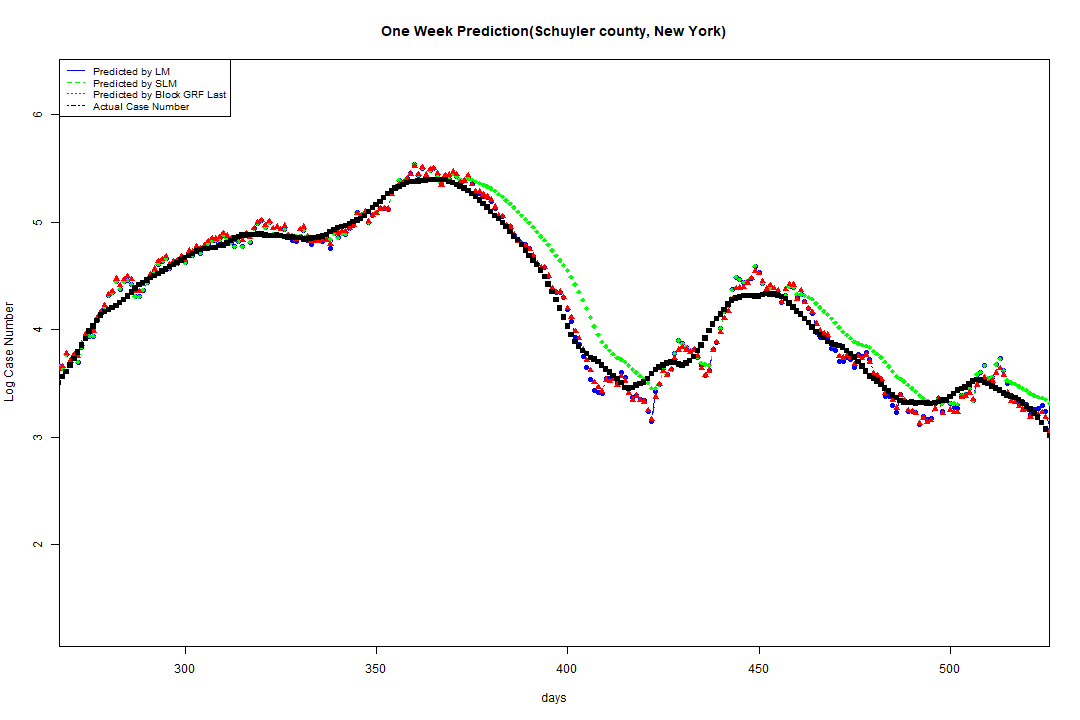 One Week Prediction(Schuyler county, New York)
Predicted by LM
Predicted by SLM
Predicted by Block GRF Last
Actual Case Number
6
5
4
3
2
Log Case Number
300 350 400 450 500
days